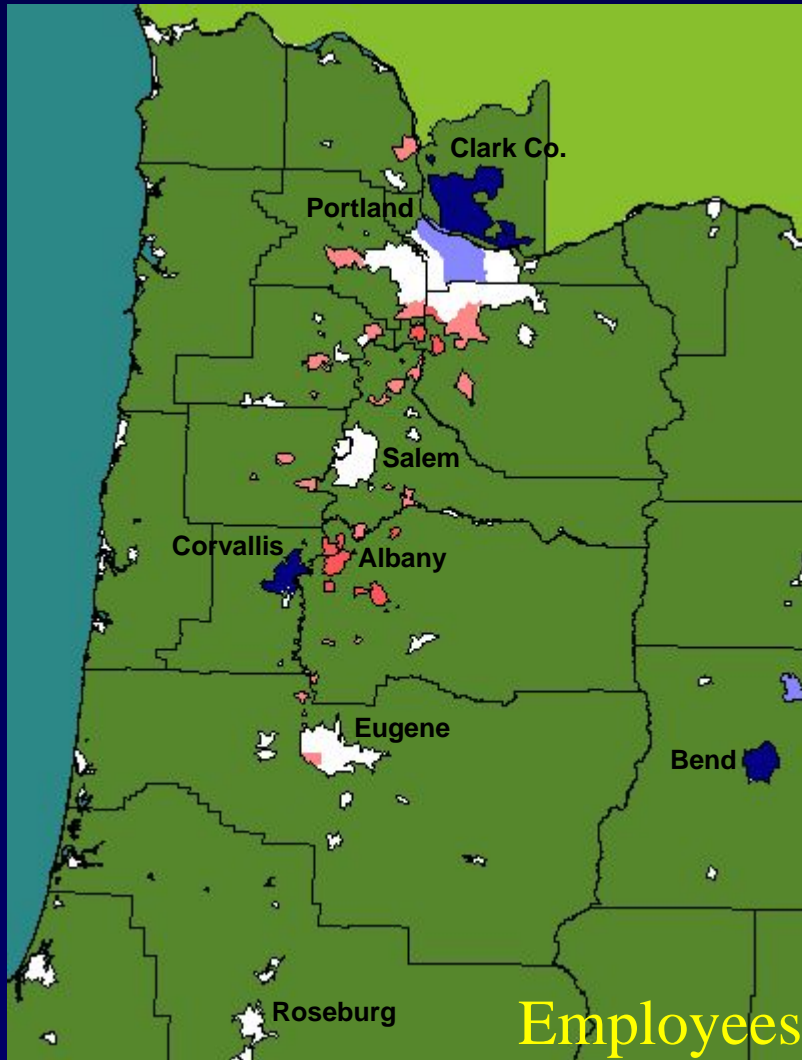 Clark Co.
Portland
Salem
Corvallis
Albany
Eugene
Bend
Roseburg
Employees